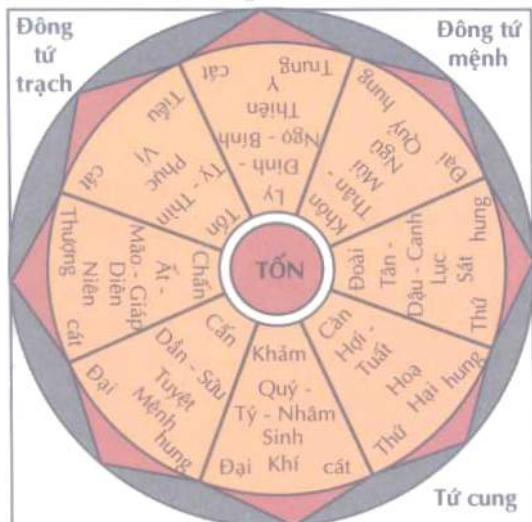 Đông tứ
trạch
Đông tứ
mệnh
Ly
- Đinh -
Ngọ - Bính
Thiên
Y
Trung cát
Khôn
Thân -
Mùi
Ngũ
Quý
Đại hung
Đoài
Tân -
Dậu - Canh
Lục
Sát
Thứ hung
Càn
Hợi -
Tuất
Hoạ
Hại
Thứ hung
Khảm
Quý -
Tý - Nhâm
Sinh
Đại Khí cát
Cấn
Dần - Sửu
Tuyệt
Mệnh
Đại hung
Chấn
Ất -
Mão - Giáp
Diên
Niên
Thượng cát
Tốn
Tỵ - Thìn
Phục
Vị
Tiểu cát
TỐN
Tứ cung